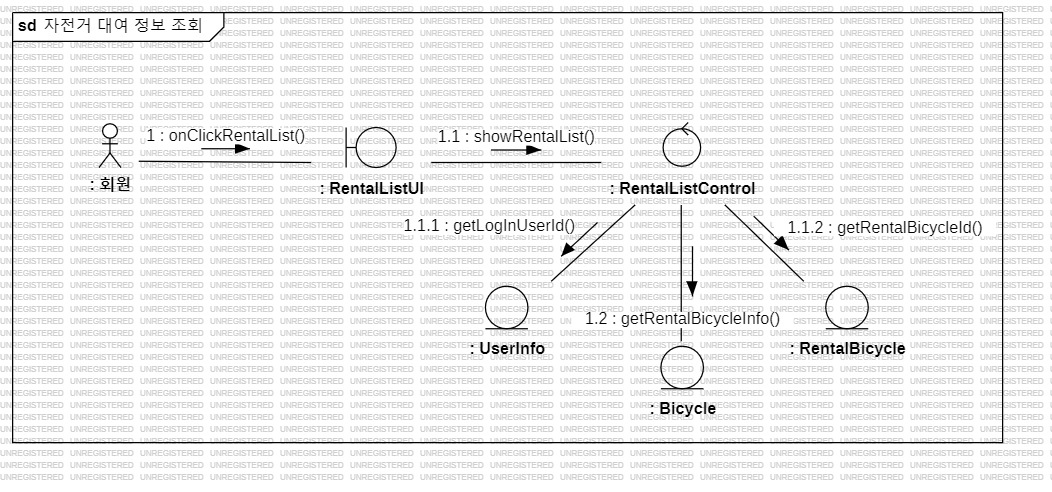 sd 자전거 대여 정보 조회
1 : onClickRentalList()
1.1 : showRentalList()
: 회원
: RentalListUI
: RentalListControl
1.1.1 : getLogInUserId()
1.1.2 : getRentalBicycleId()
1.2 : getRentalBicycleInfo()
: UserInfo
: RentalBicycle
: Bicycle
UNREGISTERED